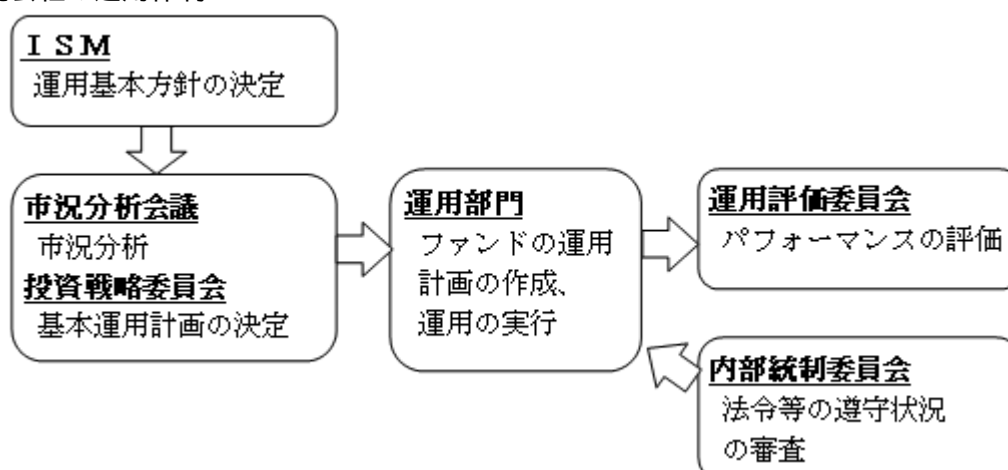 ＩＳＭ
運用基本方針の決定
市況分析会議
市況分析
投資戦略委員会
基本運用計画の決定
運用部門
ファンドの運用
計画の作成、
運用の実行
運用評価委員会
パフォーマンスの評価
内部統制委員会
法令等の遵守状況
の審査